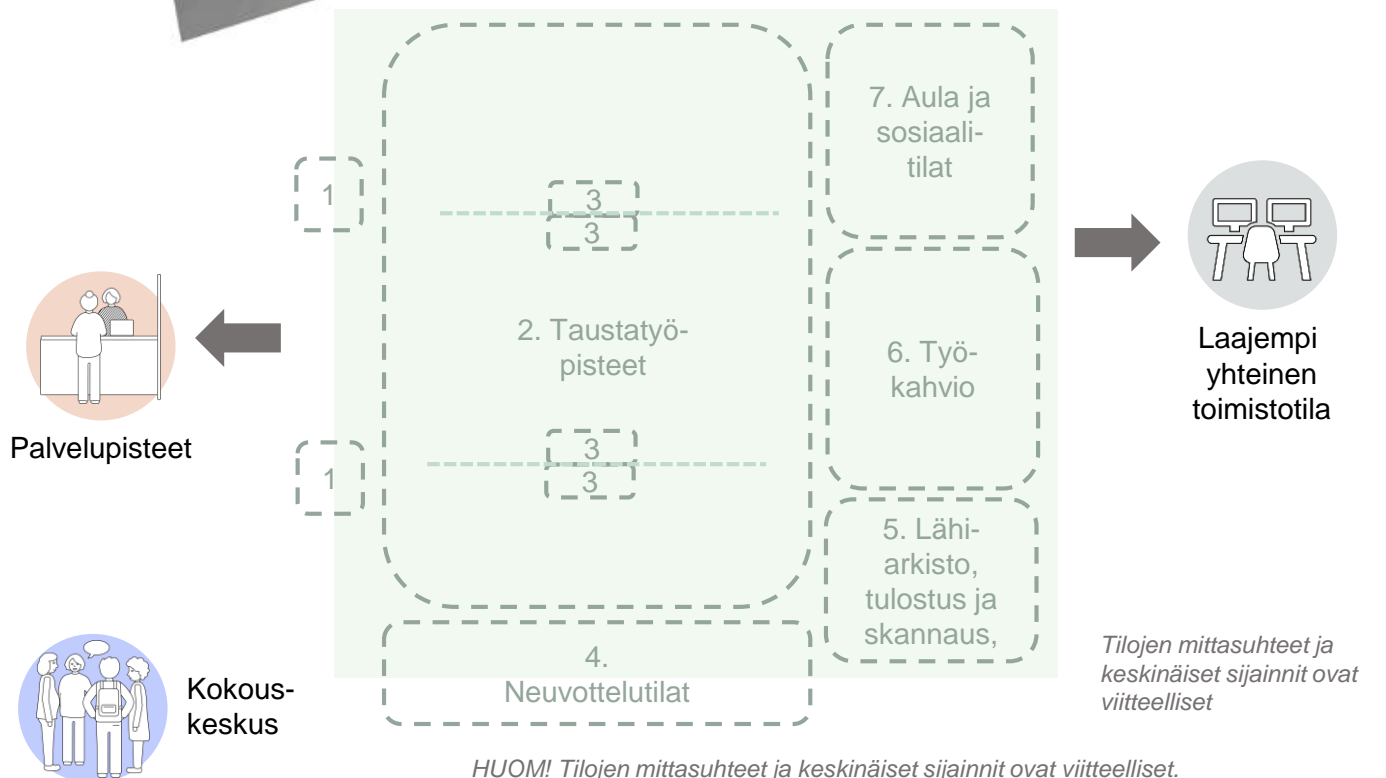 7. Aula ja
sosiaali-
tilat
1
3
3
Palvelupisteet
2. Taustatyö-
pisteet
6. Työ-
kahvio
Laajempi
yhteinen
toimistotila
1
3
3
5. Lähi-
arkisto,
tulostus ja
skannaus,
4.
Neuvottelutilat
Kokous-
keskus
Tilojen mittasuhteet ja
keskinäiset sijainnit ovat
viitteelliset
HUOM! Tilojen mittasuhteet ja keskinäiset sijainnit ovat viitteelliset.